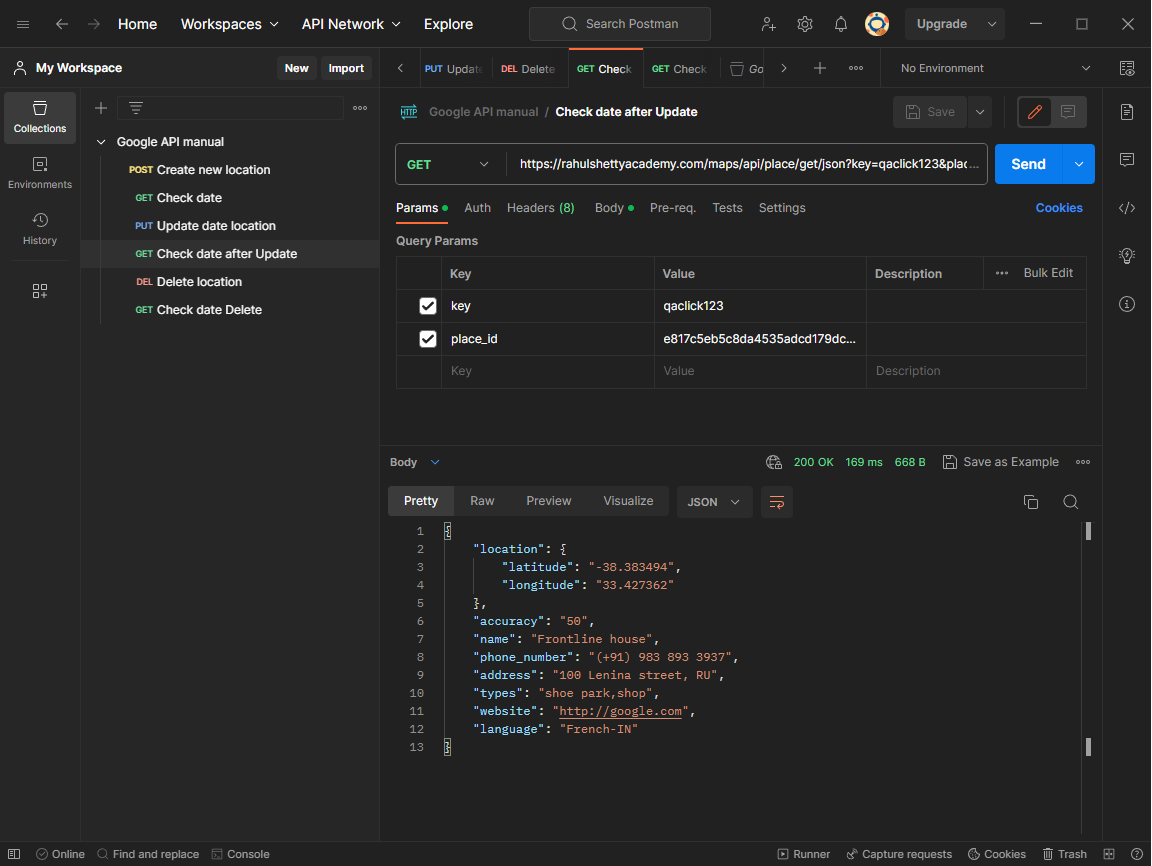 Home Workspaces API Network Explore Search Postman Upgrade
My Workspace New Import PUT Updat DEL Delete GET Check GET Check Go No Environment
Collections
Environments
History
Google API manual
POST Create new location
GET Check date
PUT Update date location
GET Check date after Update
DEL Delete location
GET Check date Delete
HTTP Google API manual / Check date after Update Save
GET https://rahulshettyacademy.com/maps/api/place/get/json?key=qaclick123&plac... Send
Params Auth Headers (8) Body Pre-req. Tests Settings Cookies
Query Params
Key Value Description Bulk Edit
key qaclick123
place_id e817c5eb5c8da4535adcd179dc...
Key Value Description
Body 200 OK 169 ms 668 B Save as Example
Pretty Raw Preview Visualize JSON
1 {
2 "location": {
3 "latitude": "-38.383494",
4 "longitude": "33.427362"
5 },
6 "accuracy": "50",
7 "name": "Frontline house",
8 "phone_number": "(+91) 983 893 3937",
9 "address": "100 Lenina street, RU",
10 "types": "shoe park,shop",
11 "website": "http://google.com",
12 "language": "French-IN"
13 }
Online Find and replace Console Runner Capture requests Cookies Trash